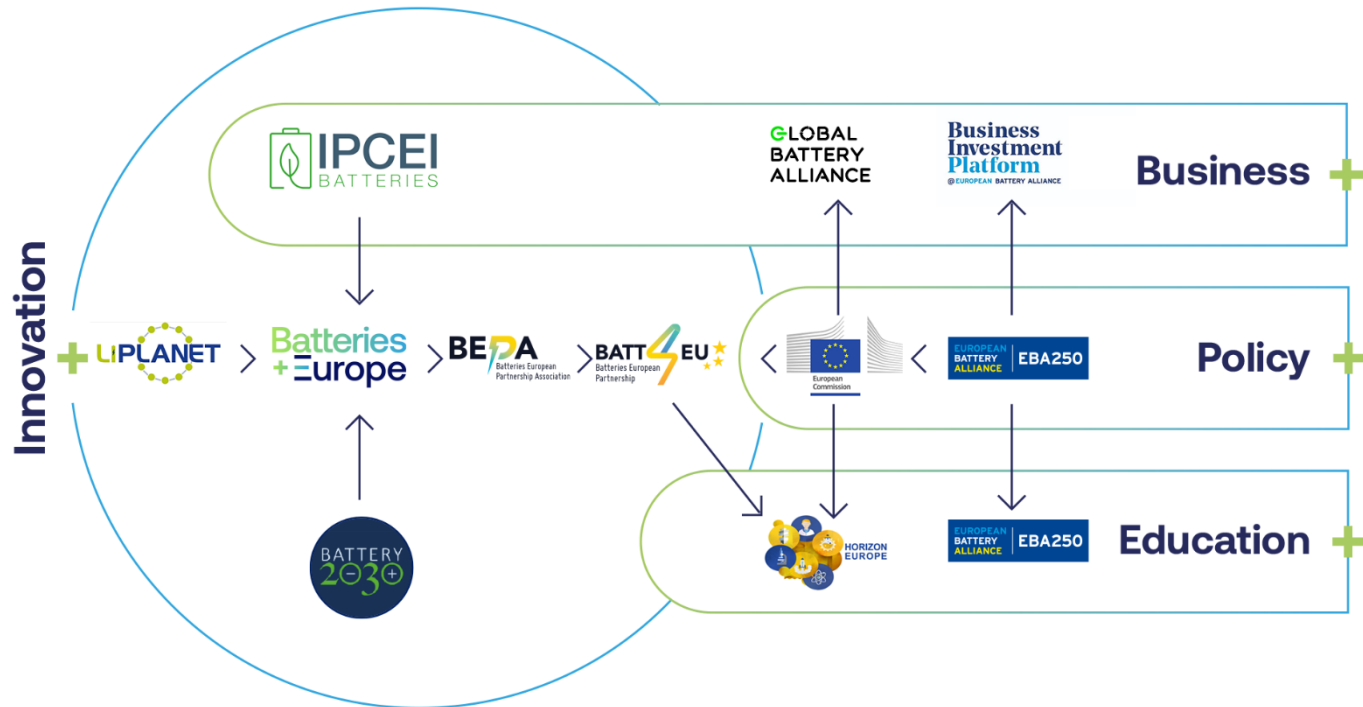 Innovation
IPCEI
BATTERIES
GLOBAL
BATTERY
ALLIANCE
Business
Investment
Platform
@EUROPEAN BATTERY ALLIANCE
Business
LiPLANET
Batteries
+Europe
BEPA
Batteries European
Partnership Association
BATT4EU
Batteries European
Partnership
European
Commission
EUROPEAN
BATTERY
ALLIANCE
EBA250
Policy
BATTERY
2030+
HORIZON
EUROPE
EUROPEAN
BATTERY
ALLIANCE
EBA250
Education